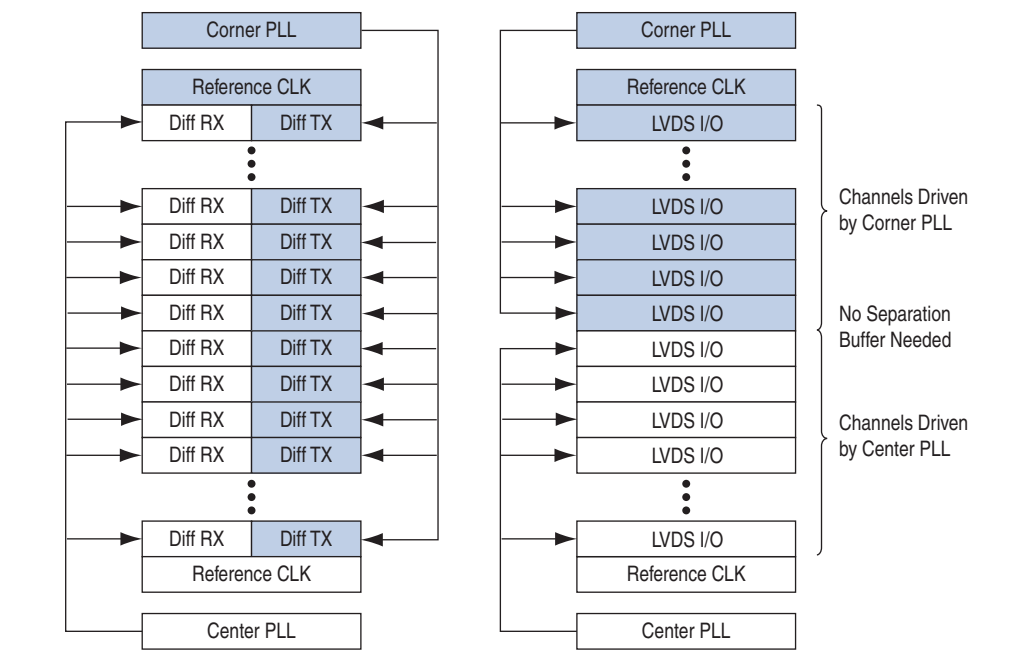 Corner PLL
Reference CLK
Diff RX Diff TX
Diff RX Diff TX
Diff RX Diff TX
Diff RX Diff TX
Diff RX Diff TX
Diff RX Diff TX
Diff RX Diff TX
Diff RX Diff TX
Diff RX Diff TX
Diff RX Diff TX
Reference CLK
Center PLL
Corner PLL
Reference CLK
LVDS I/O
LVDS I/O
LVDS I/O
LVDS I/O
LVDS I/O
LVDS I/O
LVDS I/O
LVDS I/O
LVDS I/O
LVDS I/O
Reference CLK
Center PLL
Channels Driven
by Corner PLL
No Separation
Buffer Needed
Channels Driven
by Center PLL